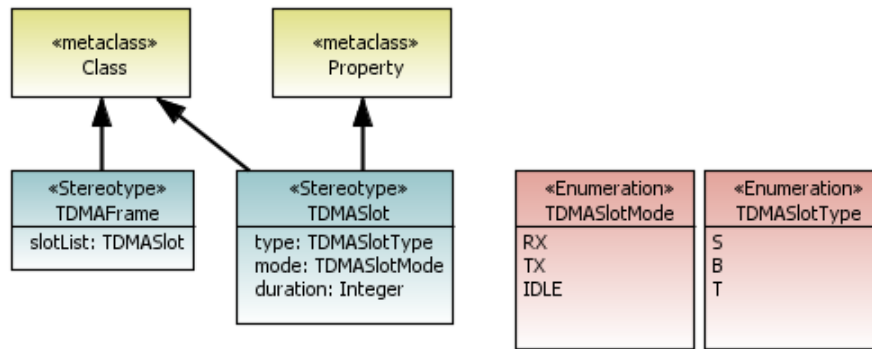 «metaclass»
Class
«metaclass»
Property
«Stereotype»
TDMAFrame
slotList: TDMASlot
«Stereotype»
TDMASlot
type: TDMASlotType
mode: TDMASlotMode
duration: Integer
«Enumeration»
TDMASlotMode
RX
TX
IDLE
«Enumeration»
TDMASlotType
S
B
T